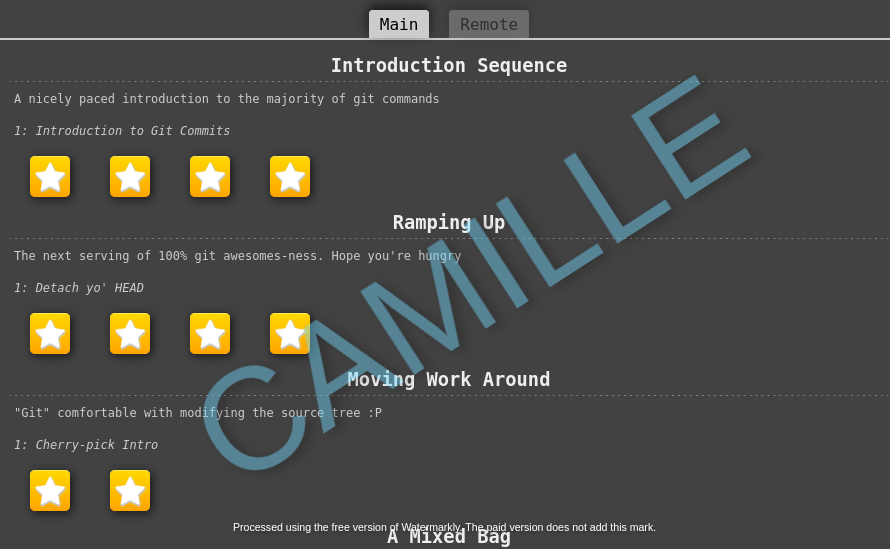 Main
Remote
Introduction Sequence
A nicely paced introduction to the majority of git commands
1: Introduction to Git Commits
Ramping Up
The next serving of 100% git awesomes-ness. Hope you're hungry
1: Detach yo' HEAD
Moving Work Around
"Git" comfortable with modifying the source tree :P
1: Cherry-pick Intro
CAMILLE
Processed using the free version of Watermarkly. The paid version does not add this mark.
A Mixed Bag